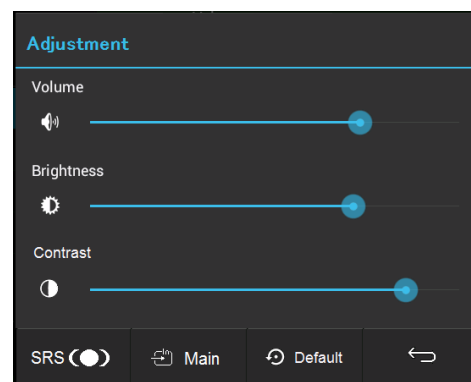 Adjustment
Volume
Brightness
Contrast
SRS Main Default